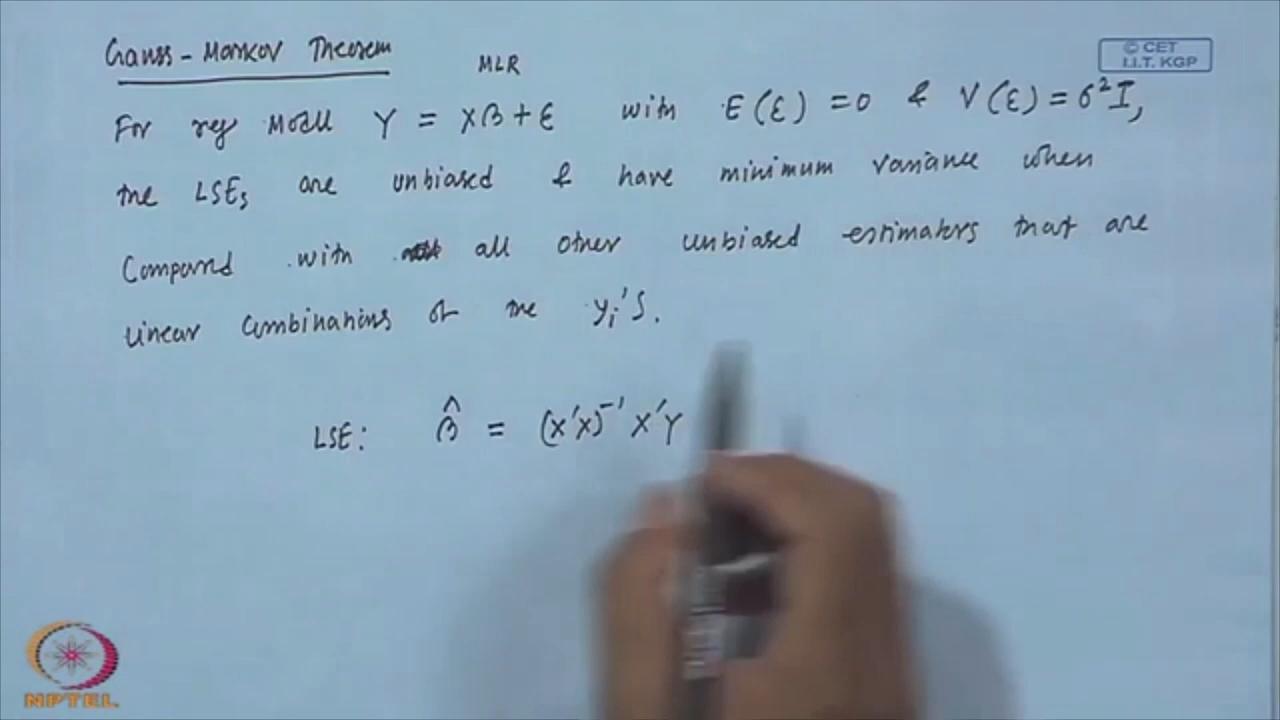 Gauss-Markov Theorem
© CET
I.I.T. KGP
MLR
For reg Model Y = Xβ + ε with E(ε) = 0 & V(ε) = σ²I,
the LSEs are unbiased & have minimum variance when
Compared with all other unbiased estimators that are
linear Combinations of the yi's.
LSE: β̂ = (X'X)⁻¹ X'Y
NPTEL